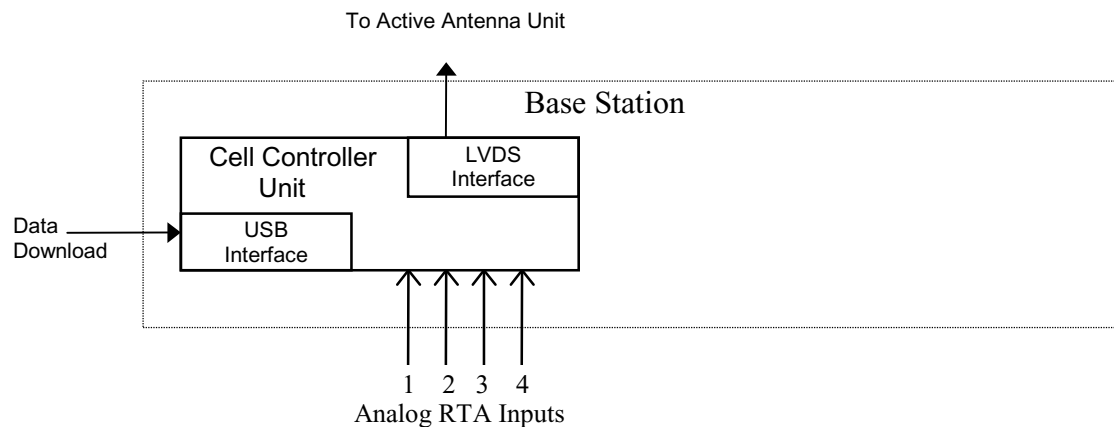 To Active Antenna Unit
Base Station
Cell Controller
Unit
LVDS
Interface
Data
Download
USB
Interface
1 2 3 4
Analog RTA Inputs